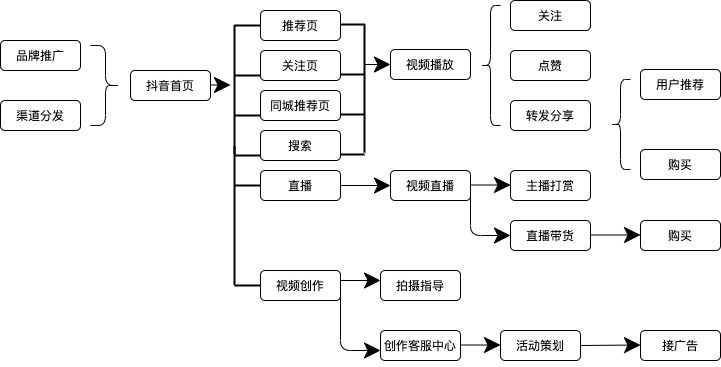 品牌推广
渠道分发
抖音首页
推荐页
关注页
同城推荐页
搜索
直播
视频创作
视频播放
视频直播
拍摄指导
创作客服中心
关注
点赞
转发分享
主播打赏
直播带货
活动策划
用户推荐
购买
购买
接广告